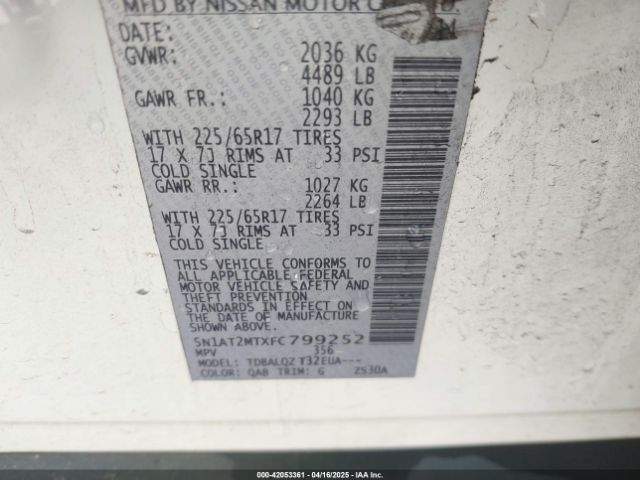 MFD BY NISSAN MOTOR
DATE:
GVWR: 2036 KG
4489 LB
GAWR FR.: 1040 KG
2293 LB
WITH 225/65R17 TIRES
17 X 7J RIMS AT 33 PSI
COLD SINGLE
GAWR RR.: 1027 KG
2264 LB
WITH 225/65R17 TIRES
17 X 7J RIMS AT 33 PSI
COLD SINGLE
THIS VEHICLE CONFORMS TO
ALL APPLICABLE FEDERAL
MOTOR VEHICLE SAFETY AND
THEFT PREVENTION
STANDARDS IN EFFECT ON
THE DATE OF MANUFACTURE
SHOWN ABOVE.
5N1AT2MTXFC799252
MPV 356
MODEL: TDBALQZ T32EUA---
COLOR: QAB TRIM: G ZS30A
000-42053361 - 04/16/2025 - IAAI.COM